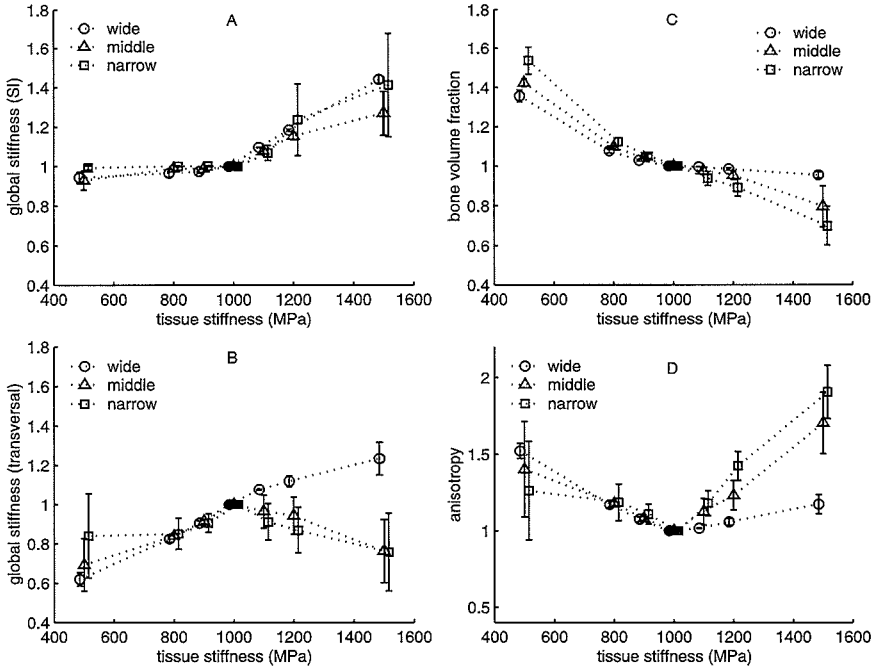 A
wide
middle
narrow
1.8
1.6
1.4
1.2
1
0.8
0.6
0.4
400 600 800 1000 1200 1400 1600
global stiffness (SI)
tissue stiffness (MPa)
C
wide
middle
narrow
1.8
1.6
1.4
1.2
1
0.8
0.6
0.4
400 600 800 1000 1200 1400 1600
bone volume fraction
tissue stiffness (MPa)
B
wide
middle
narrow
1.8
1.6
1.4
1.2
1
0.8
0.6
0.4
400 600 800 1000 1200 1400 1600
global stiffness (transversal)
tissue stiffness (MPa)
D
wide
middle
narrow
2
1.5
1
0.5
400 600 800 1000 1200 1400 1600
anisotropy
tissue stiffness (MPa)